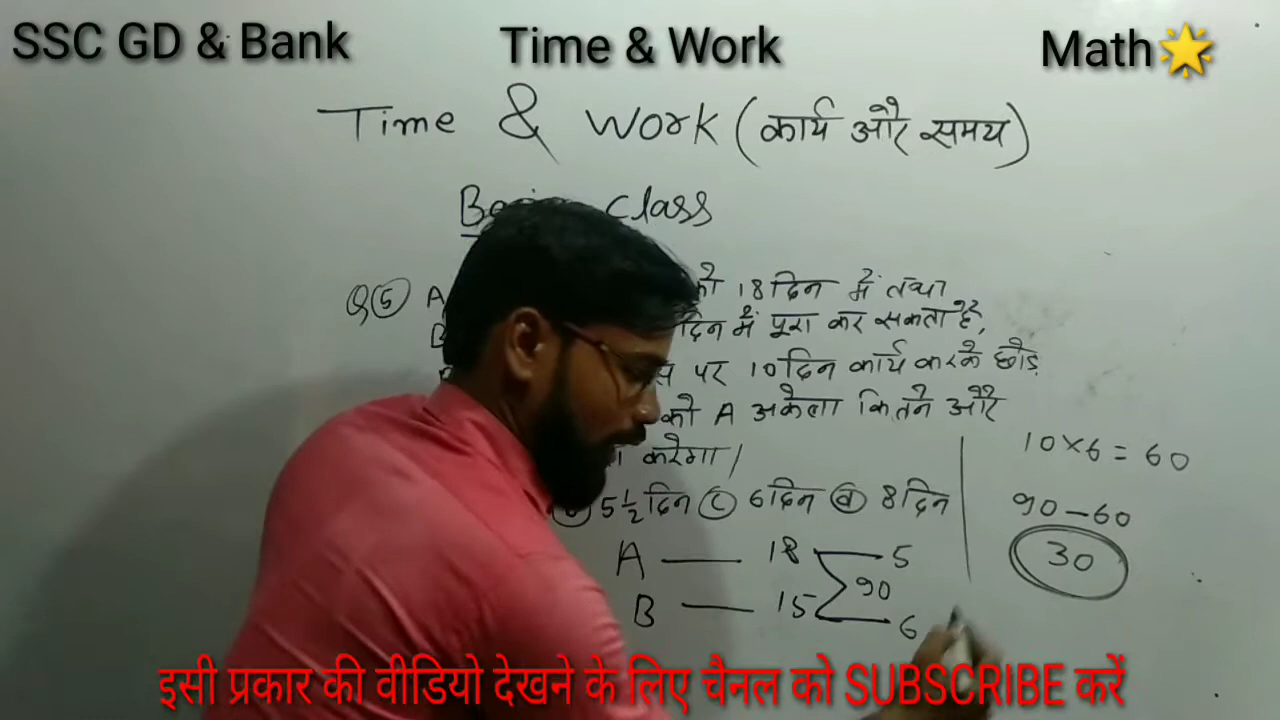 SSC GD & Bank Time & Work Math
Time & Work (कार्य और समय)
Class
Q⑤ A को 18 दिन में तथा
B दिन में पूरा कर सकता है,
पर 10 दिन कार्य करके छोड़
को A अकेला कितने और
करेगा।
5 1/2 दिन Ⓒ 6 दिन ⓓ 8 दिन
10×6 = 60
90 – 60
30
A — 18 5
90
B — 15 6
इसी प्रकार की वीडियो देखने के लिए चैनल को SUBSCRIBE करें